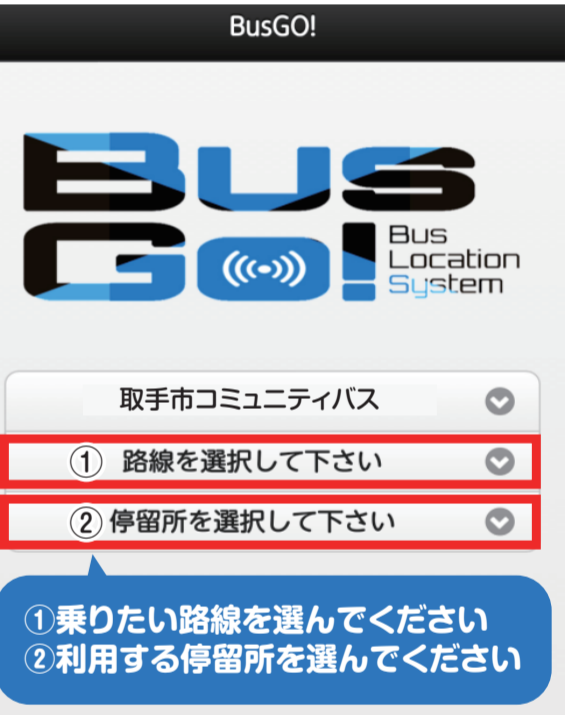 BusGO!
Bus
Go!
Bus
Location
System
取手市コミュニティバス
① 路線を選択して下さい
② 停留所を選択して下さい
①乗りたい路線を選んでください
②利用する停留所を選んでください